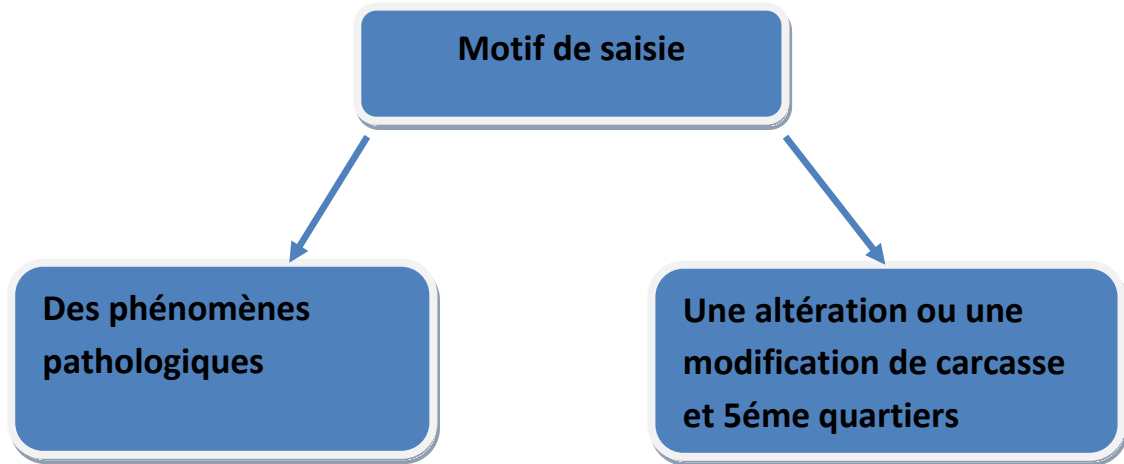 Motif de saisie
Des phénomènes
pathologiques
Une altération ou une
modification de carcasse
et 5éme quartiers